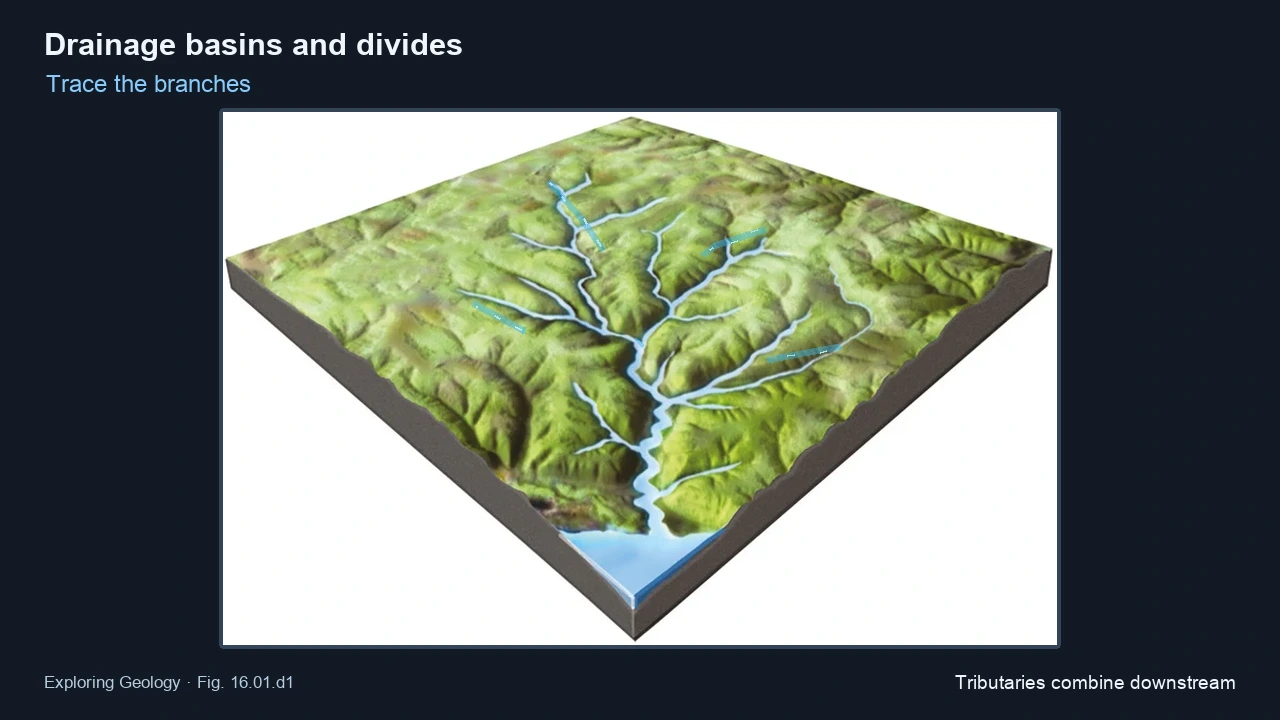 Drainage basins and divides
Trace the branches
Exploring Geology · Fig. 16.01.d1
Tributaries combine downstream